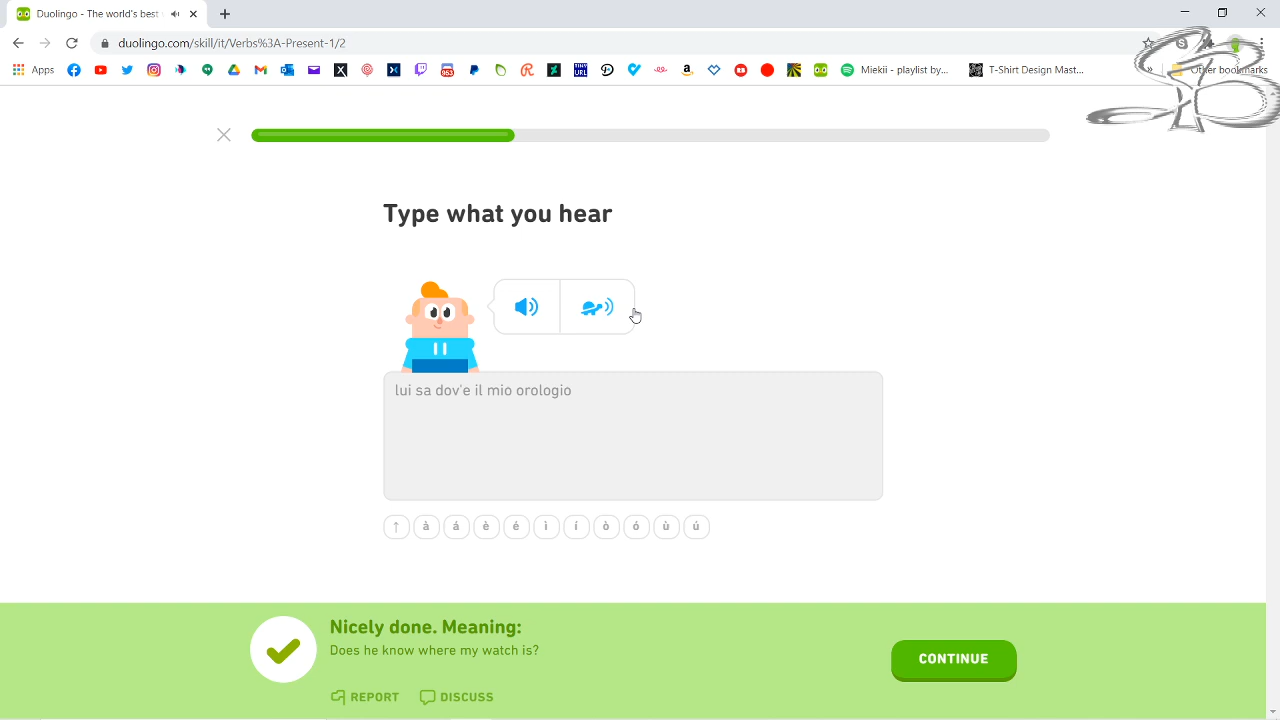 Duolingo - The world's best
duolingo.com/skill/it/Verbs%3A-Present-1/2
Apps
Miekii - playlist by...
T-Shirt Design Mast...
»
Other bookmarks
Type what you hear
lui sa dov'e il mio orologio
↑ à á è é ì í ò ó ù ú
Nicely done. Meaning:
Does he know where my watch is?
CONTINUE
REPORT
DISCUSS